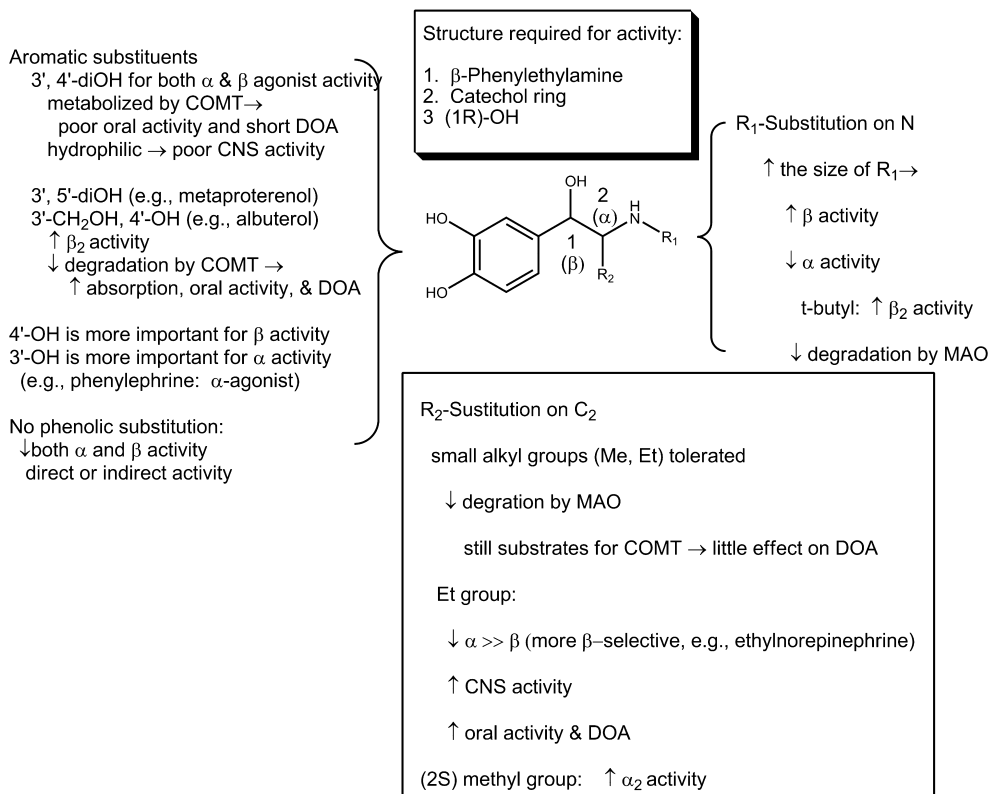 Structure required for activity:
1. β-Phenylethylamine
2. Catechol ring
3 (1R)-OH
Aromatic substituents
3', 4'-diOH for both α & β agonist activity
metabolized by COMT→
poor oral activity and short DOA
hydrophilic → poor CNS activity
3', 5'-diOH (e.g., metaproterenol)
3'-CH₂OH, 4'-OH (e.g., albuterol)
↑ β₂ activity
↓ degradation by COMT →
↑ absorption, oral activity, & DOA
4'-OH is more important for β activity
3'-OH is more important for α activity
(e.g., phenylephrine: α-agonist)
No phenolic substitution:
↓both α and β activity
direct or indirect activity
OH
2
(α)
H
N
R₁
HO
HO
1
(β)
R₂
R₁-Substitution on N
↑ the size of R₁→
↑ β activity
↓ α activity
t-butyl: ↑ β₂ activity
↓ degradation by MAO
R₂-Sustitution on C₂
small alkyl groups (Me, Et) tolerated
↓ degration by MAO
still substrates for COMT → little effect on DOA
Et group:
↓ α >> β (more β−selective, e.g., ethylnorepinephrine)
↑ CNS activity
↑ oral activity & DOA
(2S) methyl group: ↑ α₂ activity